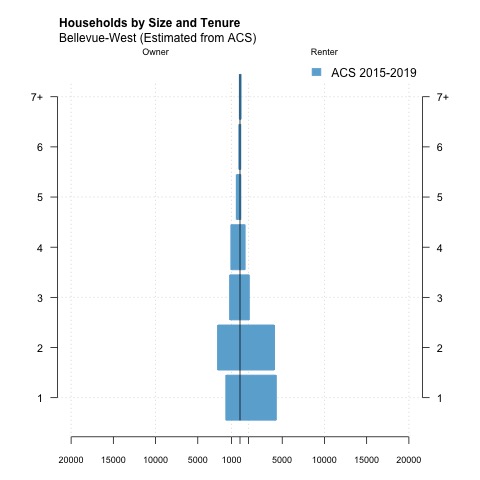 Households by Size and Tenure
Bellevue-West (Estimated from ACS)
Owner Renter
ACS 2015-2019
7+ 7+
6 6
5 5
4 4
3 3
2 2
1 1
20000 15000 10000 5000 1000 5000 10000 15000 20000